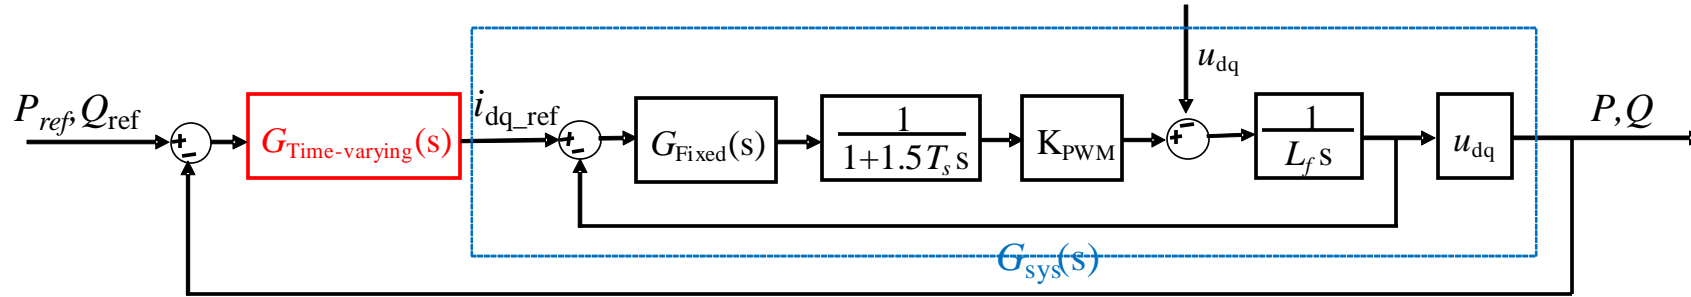 P_ref, Q_ref
+
−
G_Time-varying(s)
i_dq_ref
+
−
G_Fixed(s)
1
1+1.5T_s s
K_PWM
u_dq
+
−
1
L_f s
u_dq
P,Q
G_sys(s)